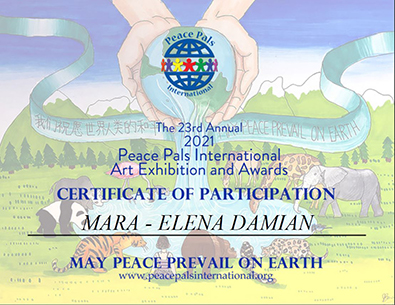 Peace Pals
International
PEACE PREVAIL ON EARTH
The 23rd Annual
2021
Peace Pals International
Art Exhibition and Awards
CERTIFICATE OF PARTICIPATION
MARA - ELENA DAMIAN
MAY PEACE PREVAIL ON EARTH
www.peacepalsinternational.org